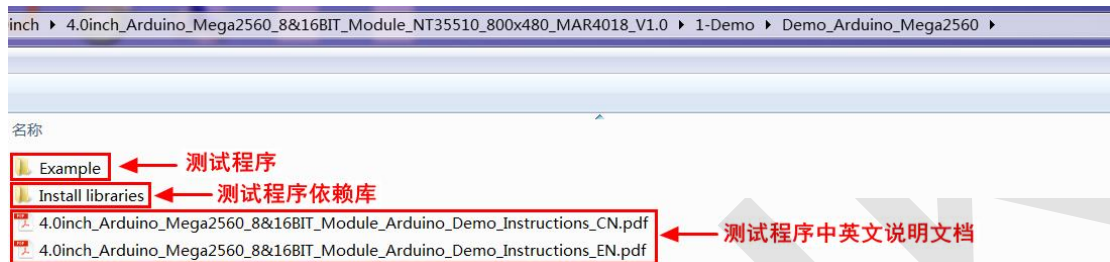 inch ▸ 4.0inch_Arduino_Mega2560_8&16BIT_Module_NT35510_800x480_MAR4018_V1.0 ▸ 1-Demo ▸ Demo_Arduino_Mega2560 ▸
名称
Example 测试程序
Install libraries 测试程序依赖库
4.0inch_Arduino_Mega2560_8&16BIT_Module_Arduino_Demo_Instructions_CN.pdf
测试程序中英文说明文档
4.0inch_Arduino_Mega2560_8&16BIT_Module_Arduino_Demo_Instructions_EN.pdf